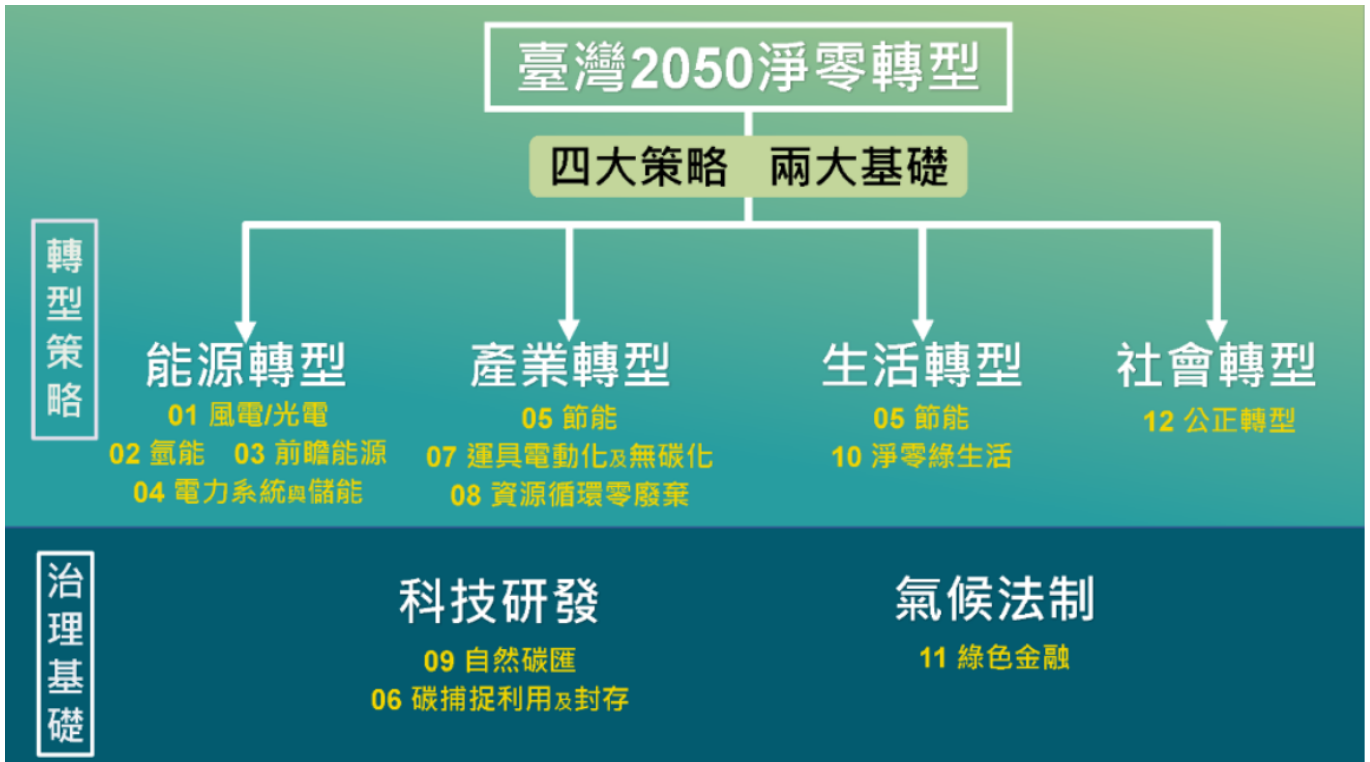 臺灣2050淨零轉型
四大策略 兩大基礎
轉型策略
能源轉型
01 風電/光電
02 氫能 03 前瞻能源
04 電力系統與儲能
產業轉型
05 節能
07 運具電動化及無碳化
08 資源循環零廢棄
生活轉型
05 節能
10 淨零綠生活
社會轉型
12 公正轉型
治理基礎
科技研發
09 自然碳匯
06 碳捕捉利用及封存
氣候法制
11 綠色金融